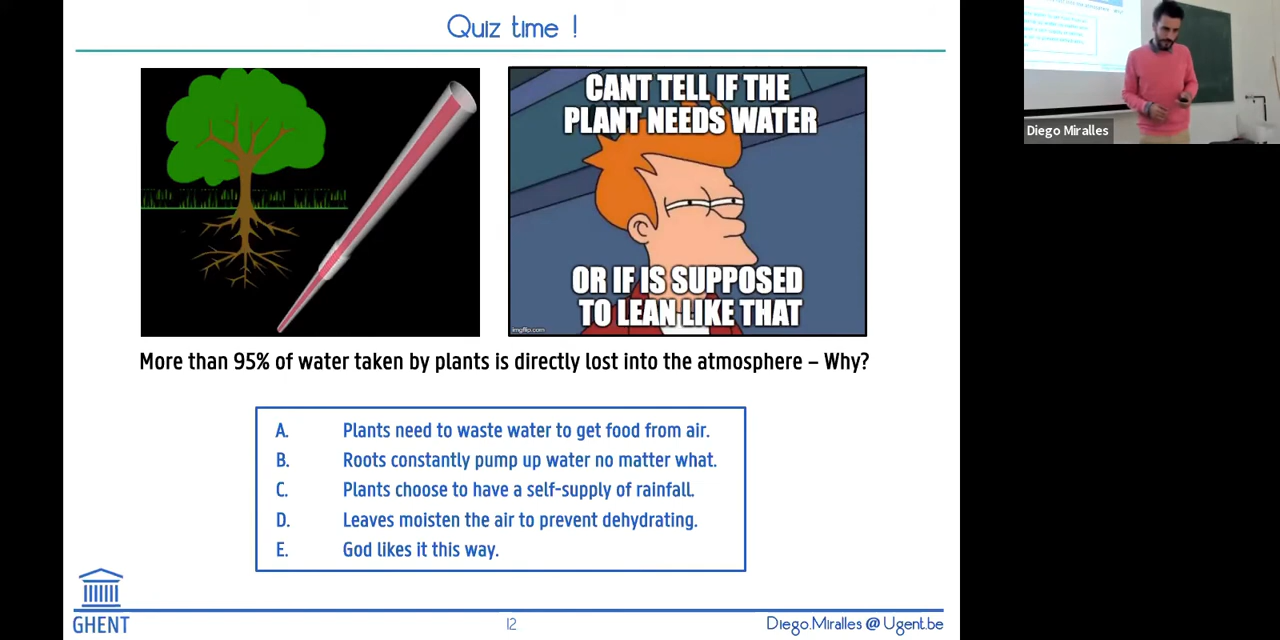 Quiz time !
CANT TELL IF THE
PLANT NEEDS WATER
OR IF IS SUPPOSED
TO LEAN LIKE THAT
imgflip.com
More than 95% of water taken by plants is directly lost into the atmosphere – Why?
A. Plants need to waste water to get food from air.
B. Roots constantly pump up water no matter what.
C. Plants choose to have a self-supply of rainfall.
D. Leaves moisten the air to prevent dehydrating.
E. God likes it this way.
GHENT
12
Diego.Miralles @ Ugent.be
Diego Miralles